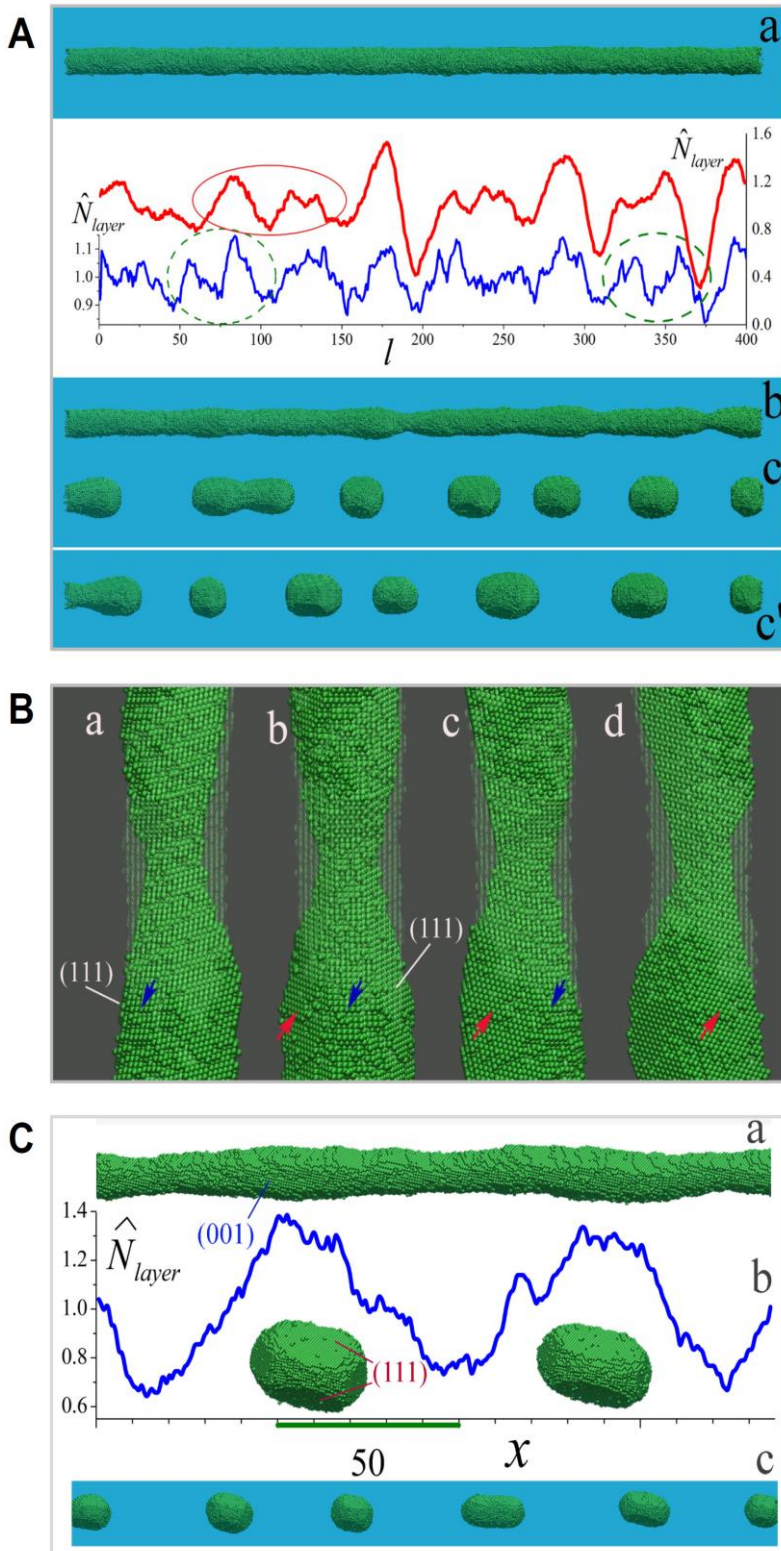 A
a
N̂layer
N̂layer
1.6
1.2
0.8
0.4
0.0
1.1
1.0
0.9
0 50 100 150 200 250 300 350 400
l
b
c
c'
B
a b c d
(111)
(111)
C
a
1.4
1.2
1.0
0.8
0.6
N̂layer
(001)
b
(111)
50 x
c